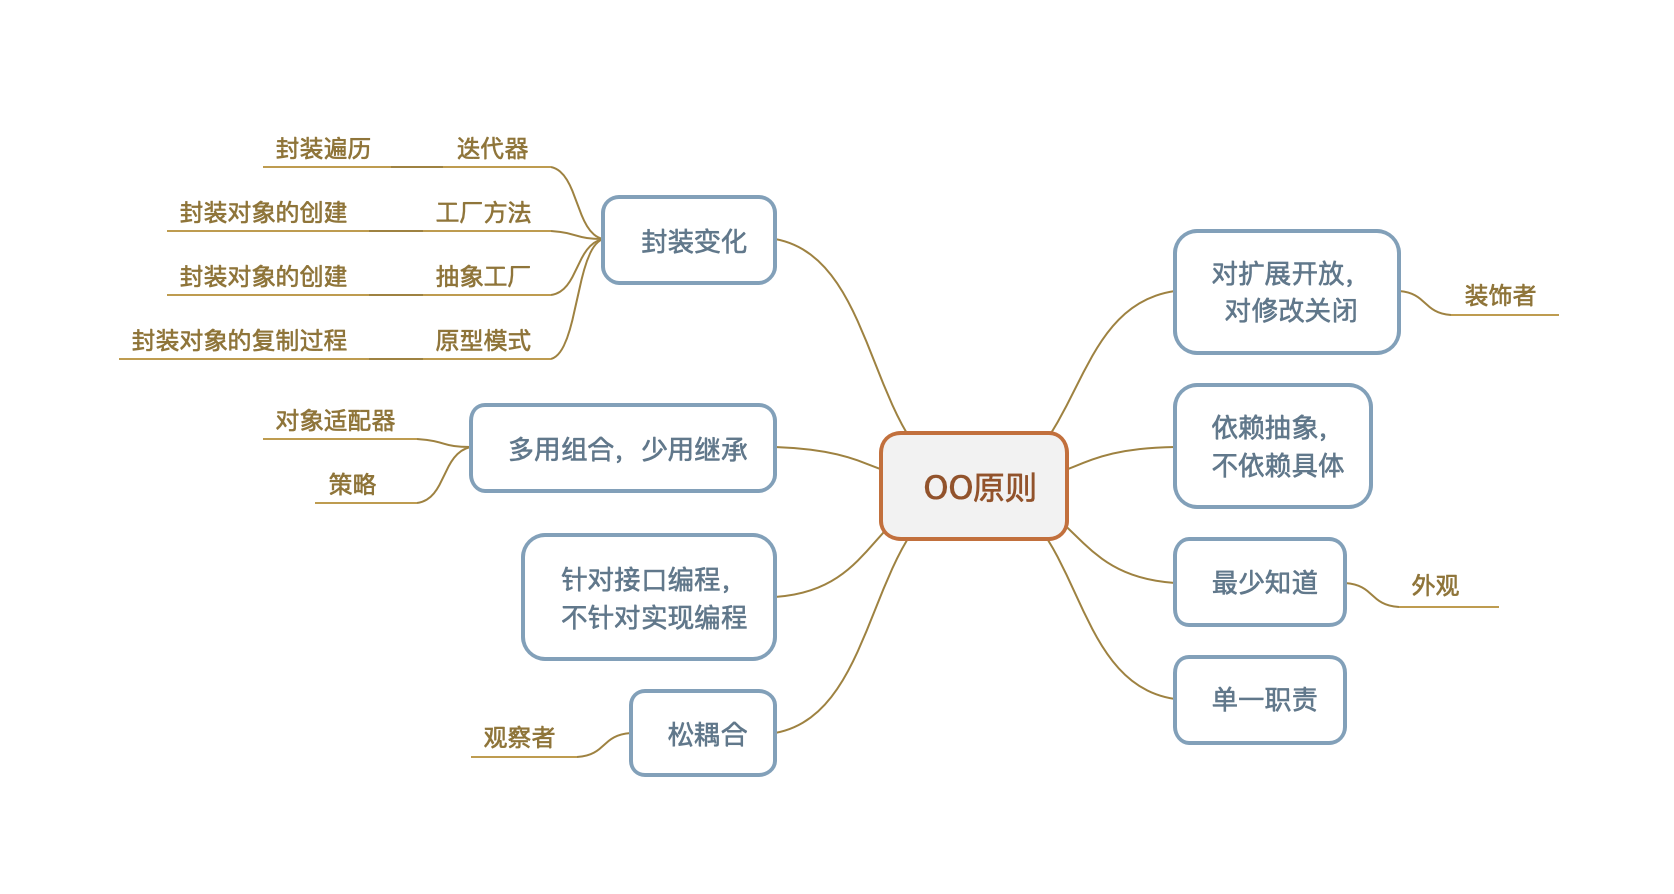 OO原则
封装变化
迭代器
封装遍历
工厂方法
封装对象的创建
抽象工厂
封装对象的创建
原型模式
封装对象的复制过程
多用组合，少用继承
对象适配器
策略
针对接口编程，
不针对实现编程
松耦合
观察者
对扩展开放，
对修改关闭
装饰者
依赖抽象，
不依赖具体
最少知道
外观
单一职责